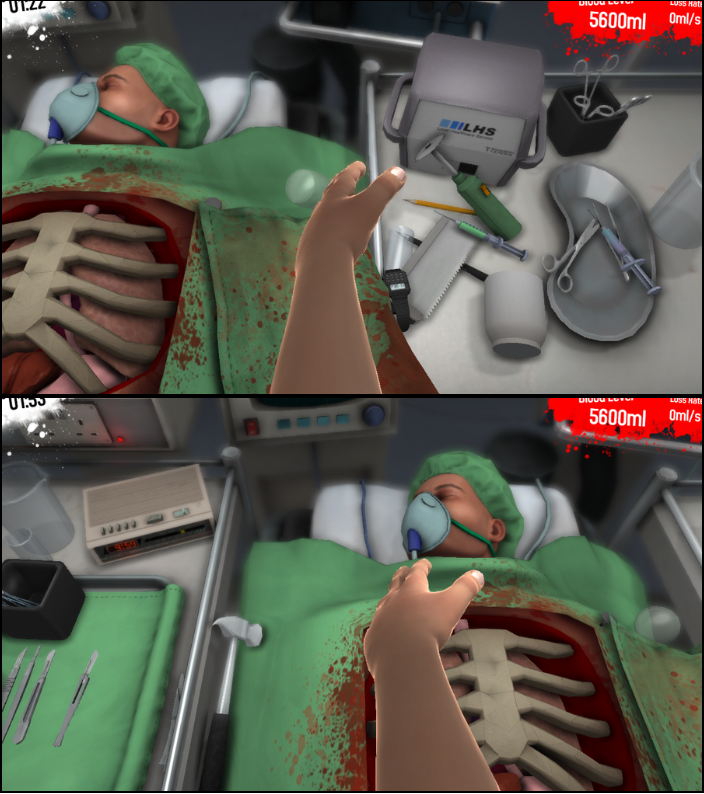 01:22
Blood Level
Loss Rate
5600ml
0ml/s
LHS
01:53
Blood Level
Loss Rate
5600ml
0ml/s